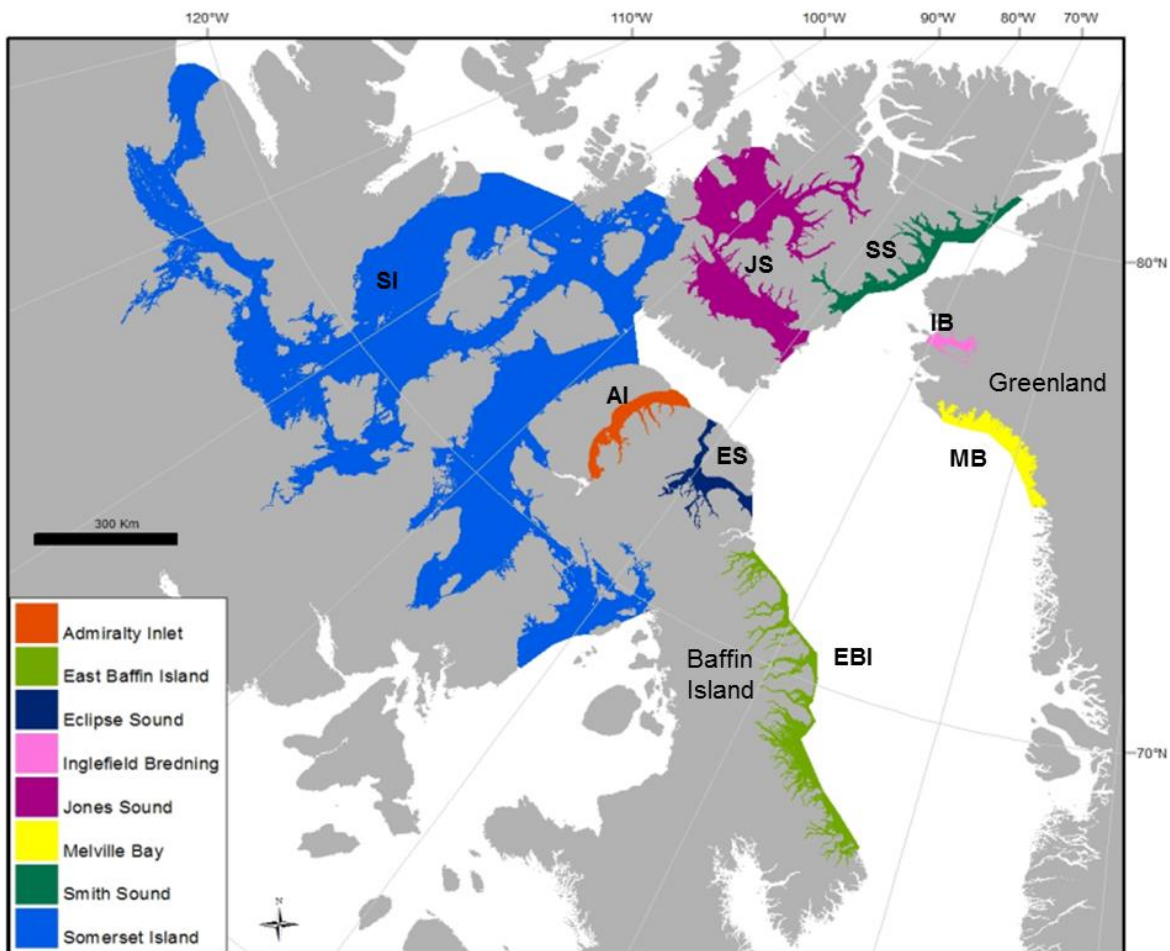 120°W
110°W
100°W
90°W
80°W
70°W
SI
JS
SS
80°N
IB
Greenland
AI
ES
MB
300 Km
Baffin
Island
EBI
70°N
Admiralty Inlet
East Baffin Island
Eclipse Sound
Inglefield Bredning
Jones Sound
Melville Bay
Smith Sound
Somerset Island
N